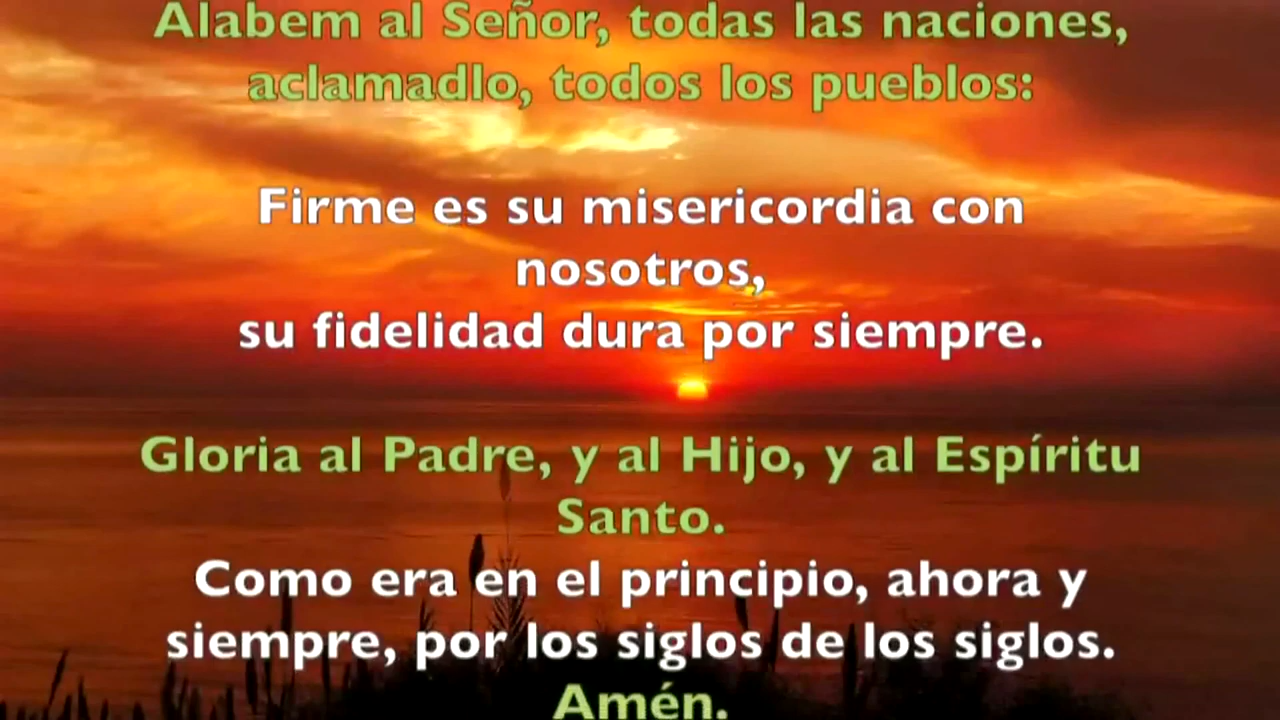 Alabem al Señor, todas las naciones,
aclamadlo, todos los pueblos:
Firme es su misericordia con
nosotros,
su fidelidad dura por siempre.
Gloria al Padre, y al Hijo, y al Espíritu
Santo.
Como era en el principio, ahora y
siempre, por los siglos de los siglos.
Amén.